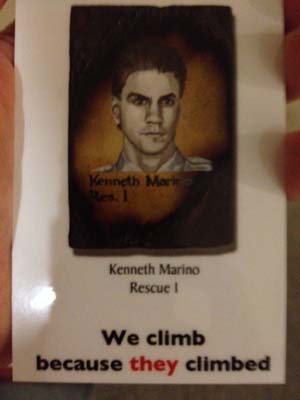 Kenneth Marino
Res. 1
Kenneth Marino
Rescue 1
We climb
because they climbed